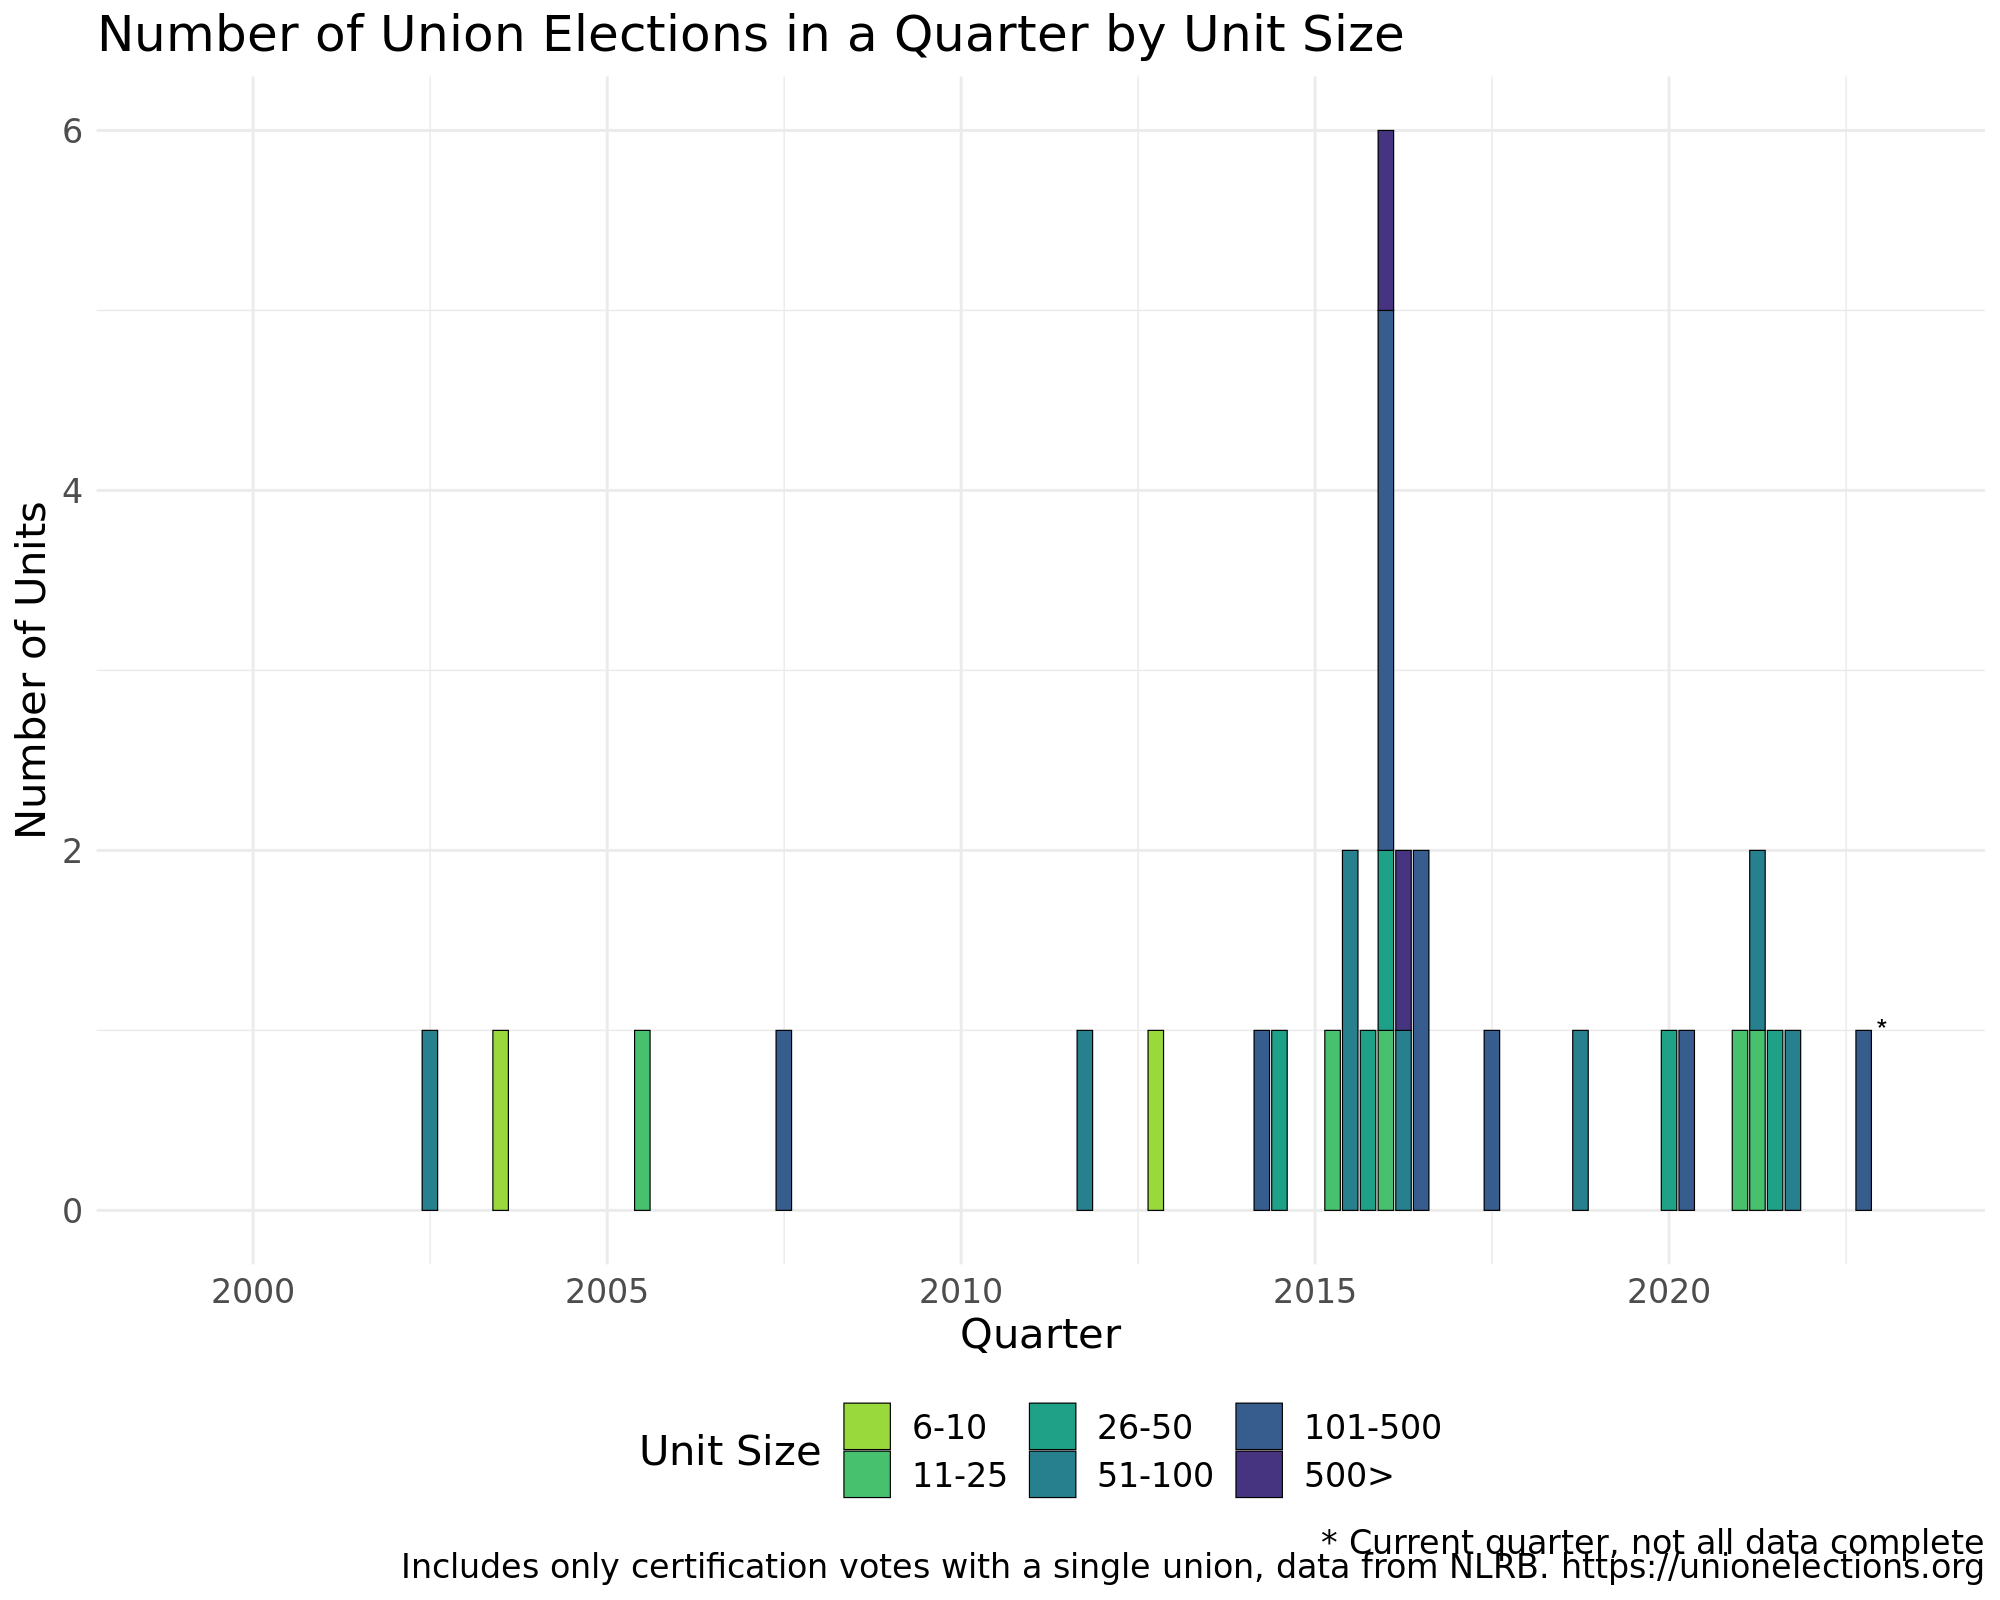 Number of Union Elections in a Quarter by Unit Size
6
4
2
0
Number of Units
*
2000 2005 2010 2015 2020
Quarter
Unit Size
6-10 26-50 101-500
11-25 51-100 500>
* Current quarter, not all data complete
Includes only certification votes with a single union, data from NLRB. https://unionelections.org